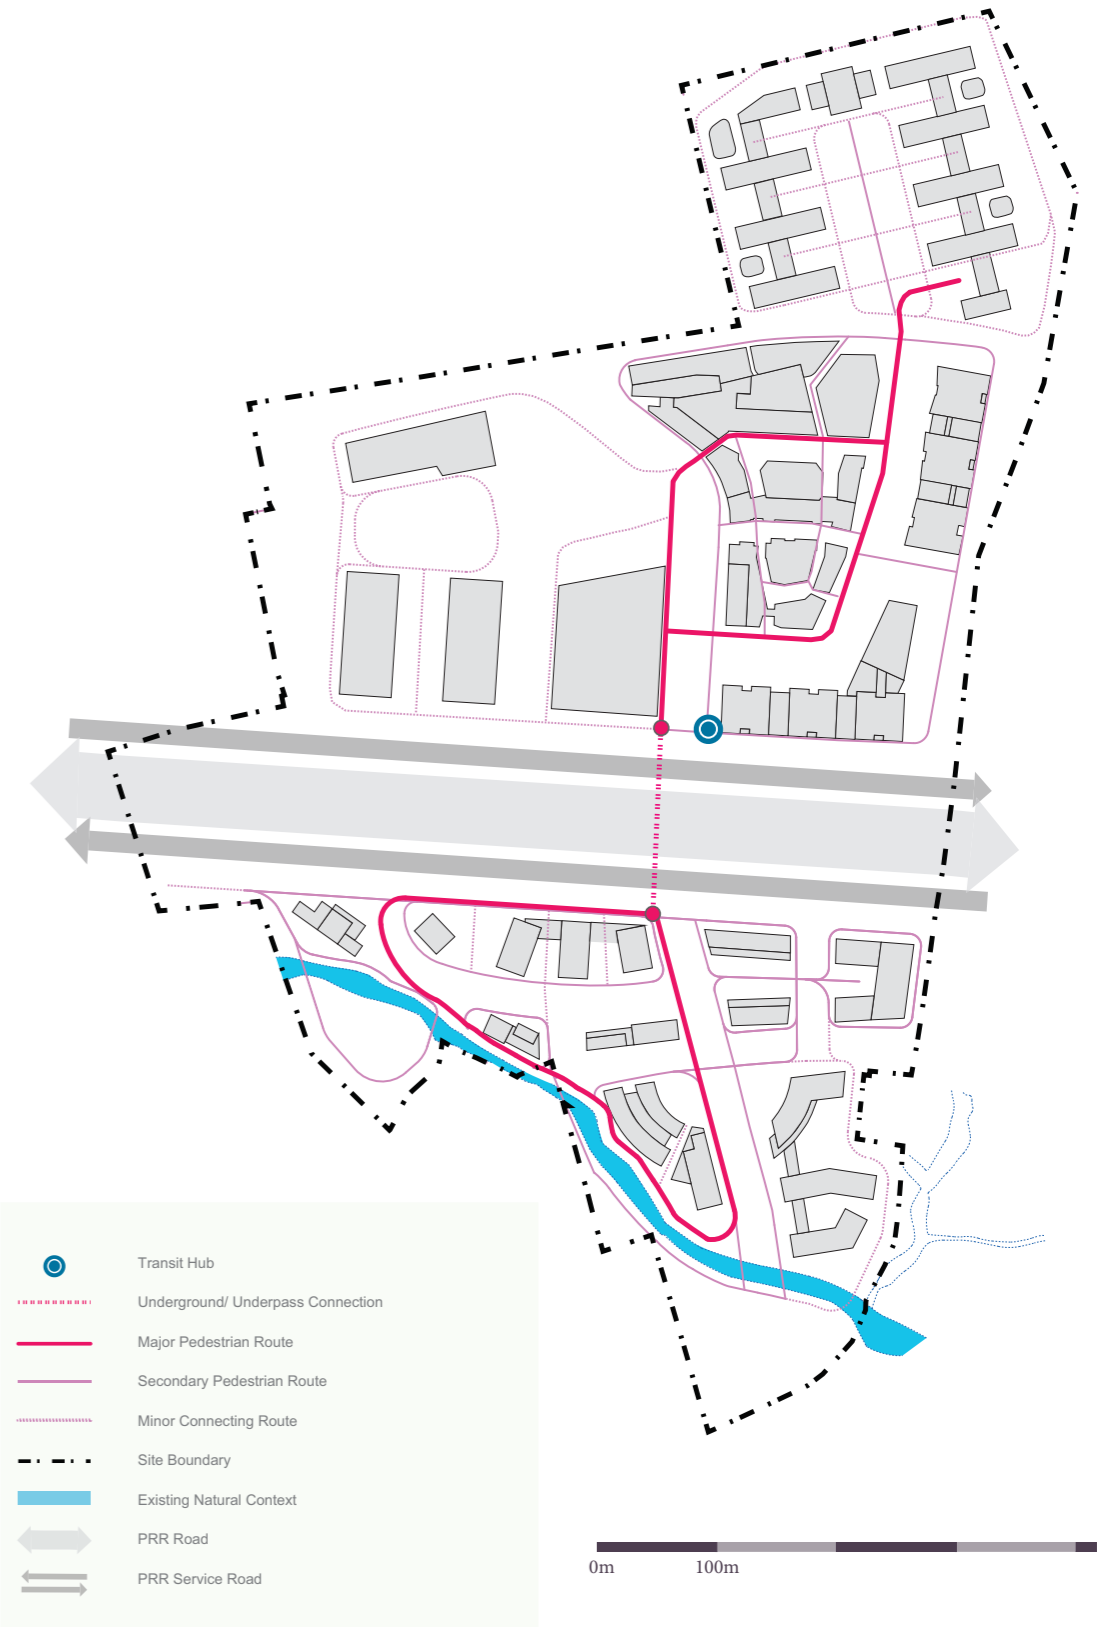 Transit Hub
Underground/ Underpass Connection
Major Pedestrian Route
Secondary Pedestrian Route
Minor Connecting Route
Site Boundary
Existing Natural Context
PRR Road
PRR Service Road
0m 100m